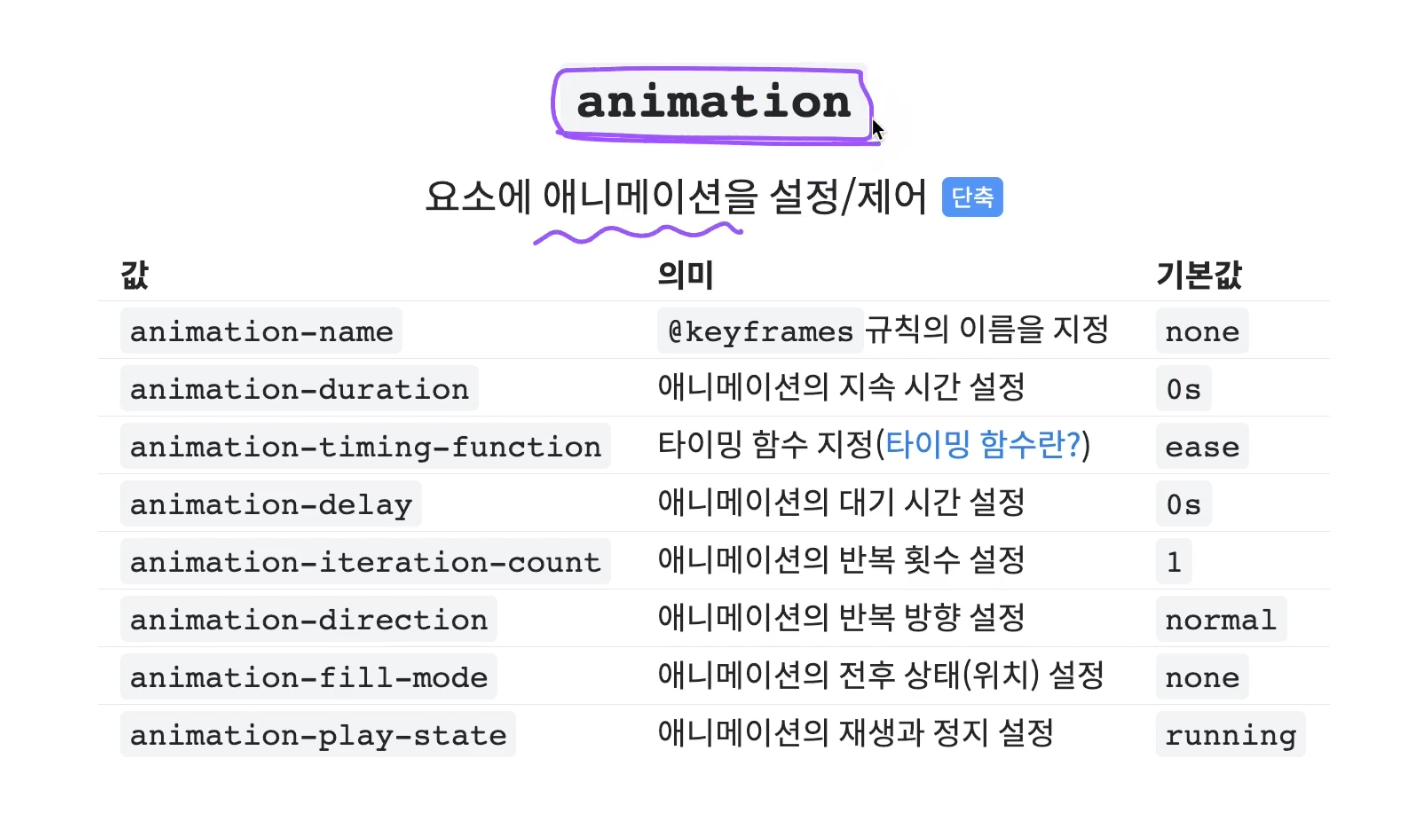 animation
요소에 애니메이션을 설정/제어 단축
값 의미 기본값
animation-name @keyframes 규칙의 이름을 지정 none
animation-duration 애니메이션의 지속 시간 설정 0s
animation-timing-function 타이밍 함수 지정(타이밍 함수란?) ease
animation-delay 애니메이션의 대기 시간 설정 0s
animation-iteration-count 애니메이션의 반복 횟수 설정 1
animation-direction 애니메이션의 반복 방향 설정 normal
animation-fill-mode 애니메이션의 전후 상태(위치) 설정 none
animation-play-state 애니메이션의 재생과 정지 설정 running